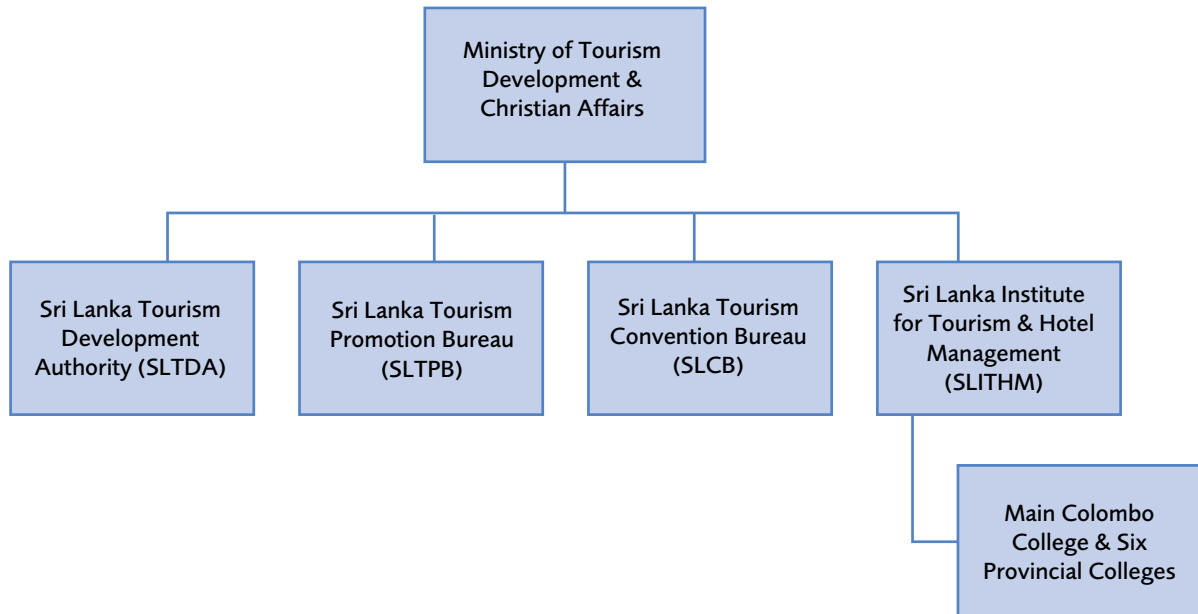 Ministry of Tourism
Development &
Christian Affairs
Sri Lanka Tourism
Development
Authority (SLTDA)
Sri Lanka Tourism
Promotion Bureau
(SLTPB)
Sri Lanka Tourism
Convention Bureau
(SLCB)
Sri Lanka Institute
for Tourism & Hotel
Management
(SLITHM)
Main Colombo
College & Six
Provincial Colleges